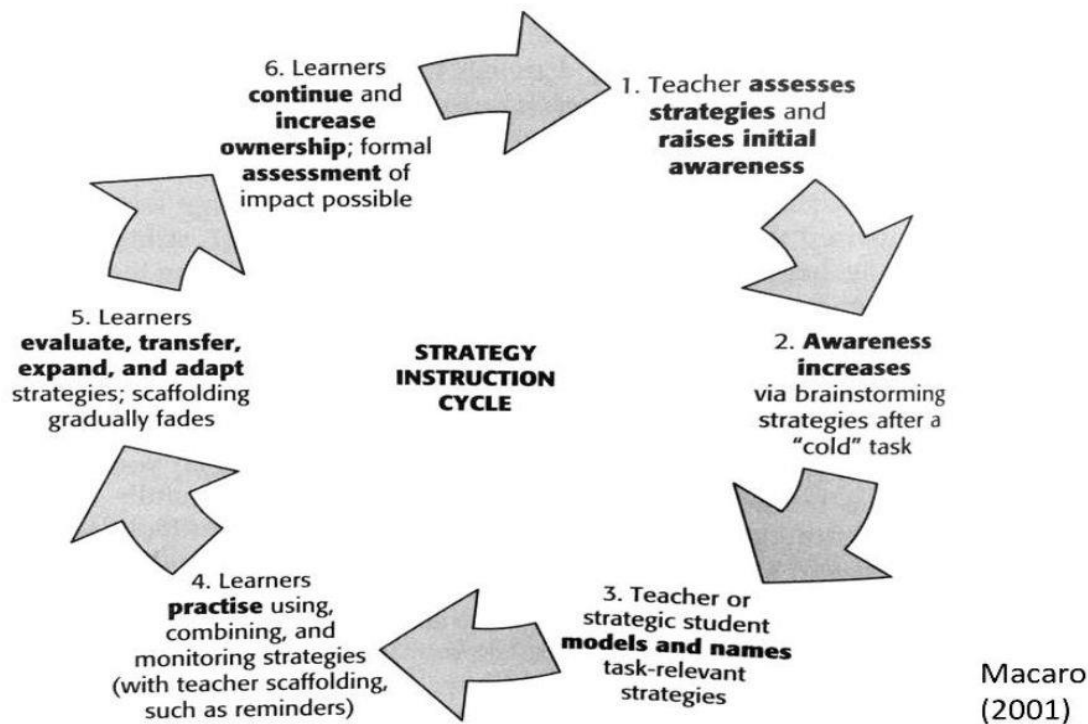 1. Teacher assesses
strategies and
raises initial
awareness
2. Awareness
increases
via brainstorming
strategies after a
“cold” task
3. Teacher or
strategic student
models and names
task-relevant
strategies
4. Learners
practise using,
combining, and
monitoring strategies
(with teacher scaffolding,
such as reminders)
5. Learners
evaluate, transfer,
expand, and adapt
strategies; scaffolding
gradually fades
6. Learners
continue and
increase
ownership; formal
assessment of
impact possible
STRATEGY
INSTRUCTION
CYCLE
Macaro
(2001)